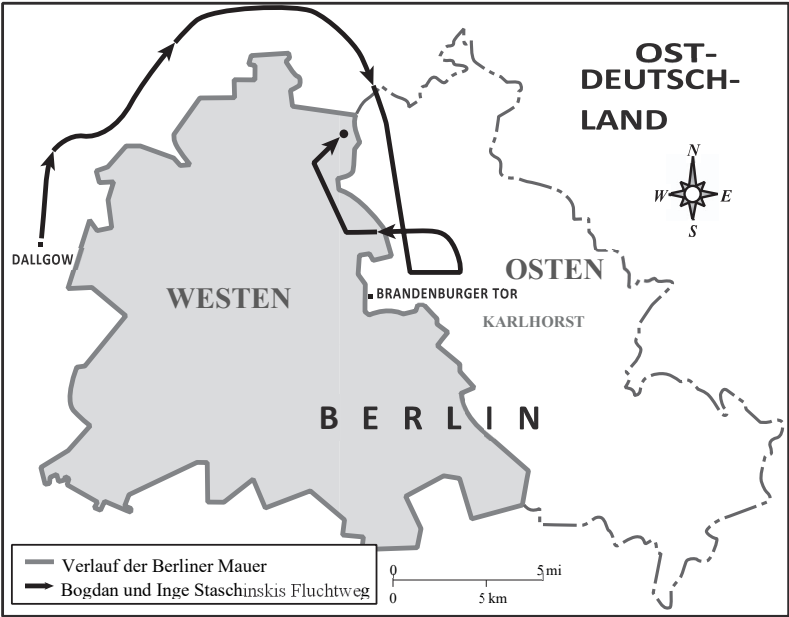 OST-
DEUTSCH-
LAND
N
W E
S
DALLGOW
WESTEN
OSTEN
BRANDENBURGER TOR
KARLHORST
BERLIN
Verlauf der Berliner Mauer
Bogdan und Inge Staschinskis Fluchtweg
0 5 mi
0 5 km